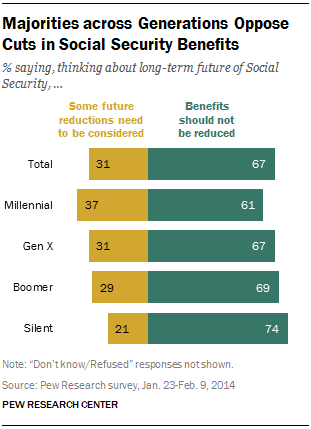 Majorities across Generations Oppose
Cuts in Social Security Benefits
% saying, thinking about long-term future of Social
Security, ...
Some future
reductions need
to be considered
Benefits
should not
be reduced
Total 31 67
Millennial 37 61
Gen X 31 67
Boomer 29 69
Silent 21 74
Note: “Don’t know/Refused” responses not shown.
Source: Pew Research survey, Jan. 23-Feb. 9, 2014
PEW RESEARCH CENTER